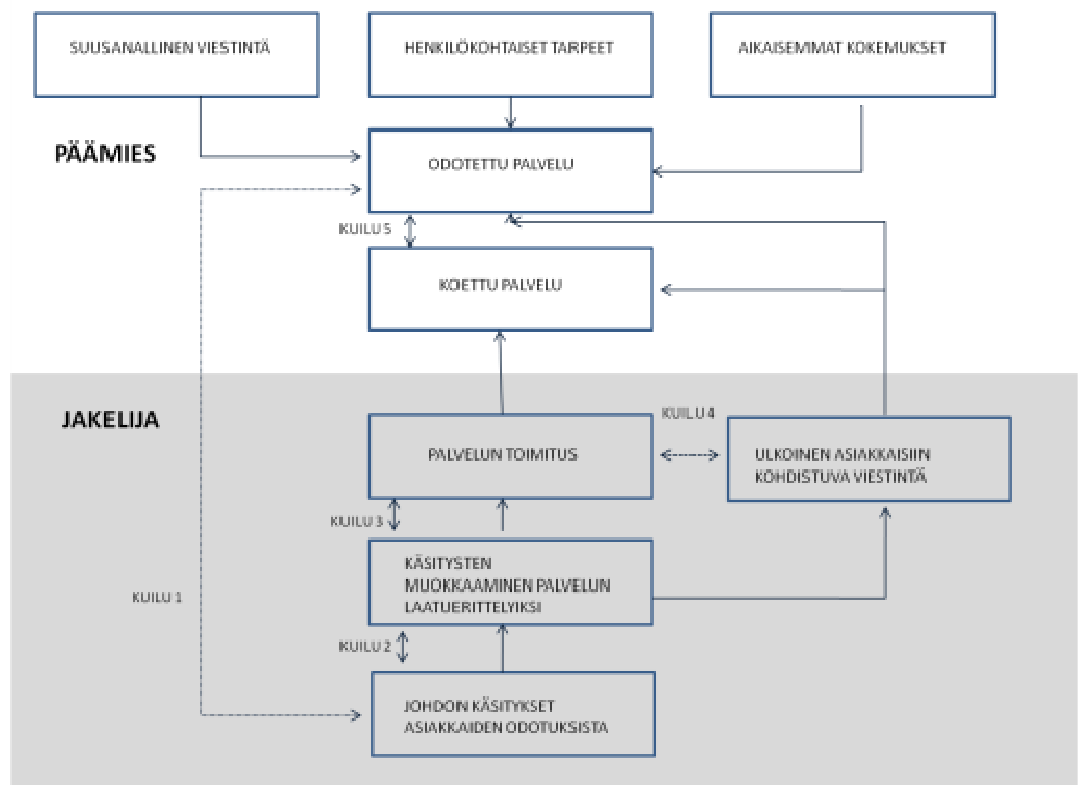 SUUSANALLINEN VIESTINTÄ
HENKILÖKOHTAISET TARPEET
AIKAISEMMAT KOKEMUKSET
PÄÄMIES
ODOTETTU PALVELU
KUILU 5
KOETTU PALVELU
JAKELIJA
KUILU 4
PALVELUN TOIMITUS
ULKOINEN ASIAKKAISIIN
KOHDISTUVA VIESTINTÄ
KUILU 3
KÄSITYSTEN
MUOKKAAMINEN PALVELUN
LAATUERITTELYIKSI
KUILU 1
KUILU 2
JOHDON KÄSITYKSET
ASIAKKAIDEN ODOTUKSISTA